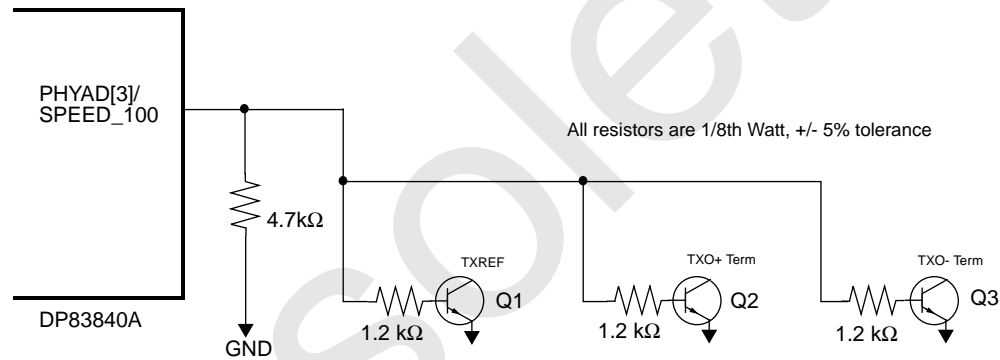 PHYAD[3]/
SPEED_100
All resistors are 1/8th Watt, +/- 5% tolerance
4.7kΩ
TXREF
TXO+ Term
TXO- Term
Q1
Q2
Q3
1.2 kΩ
1.2 kΩ
1.2 kΩ
DP83840A
GND
solet